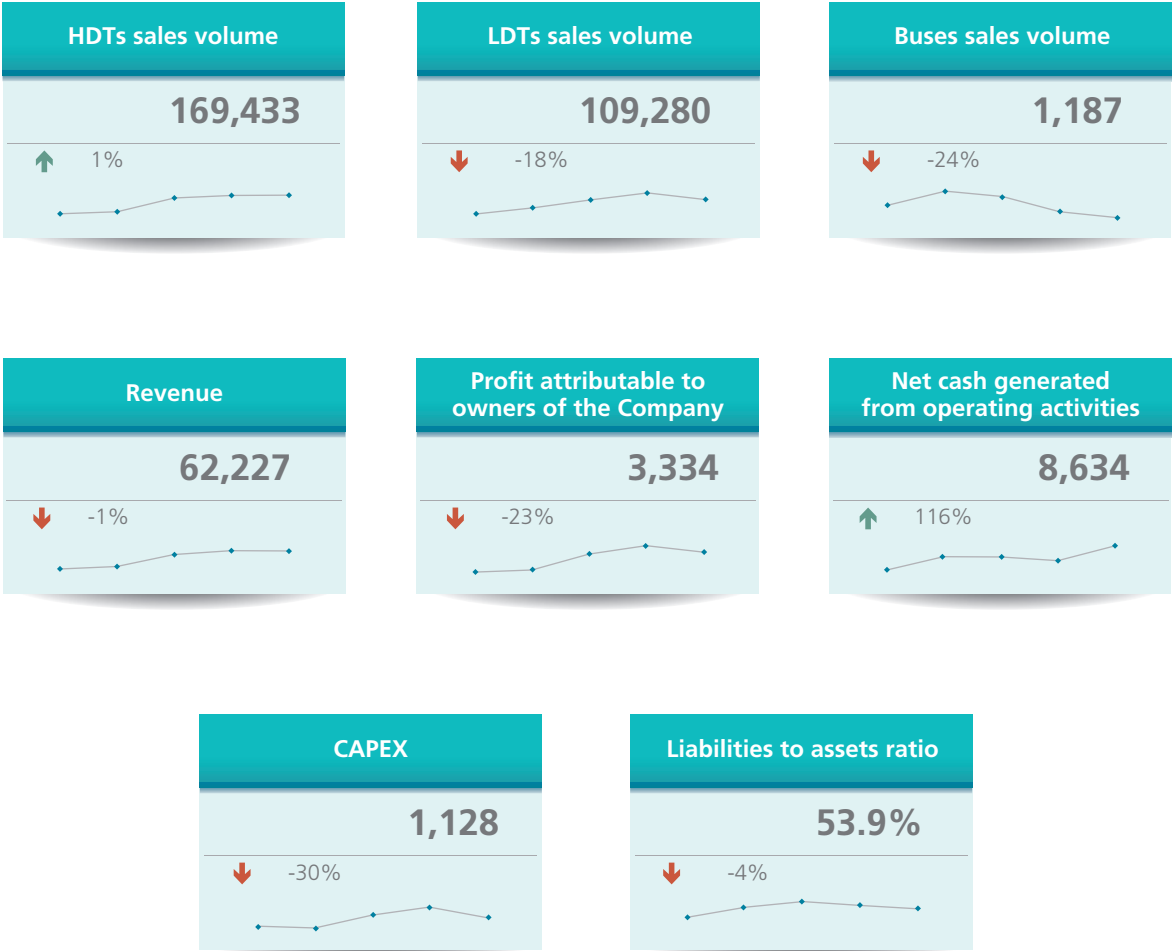 HDTs sales volume
169,433
1%
LDTs sales volume
109,280
-18%
Buses sales volume
1,187
-24%
Revenue
62,227
-1%
Profit attributable to
owners of the Company
3,334
-23%
Net cash generated
from operating activities
8,634
116%
CAPEX
1,128
-30%
Liabilities to assets ratio
53.9%
-4%